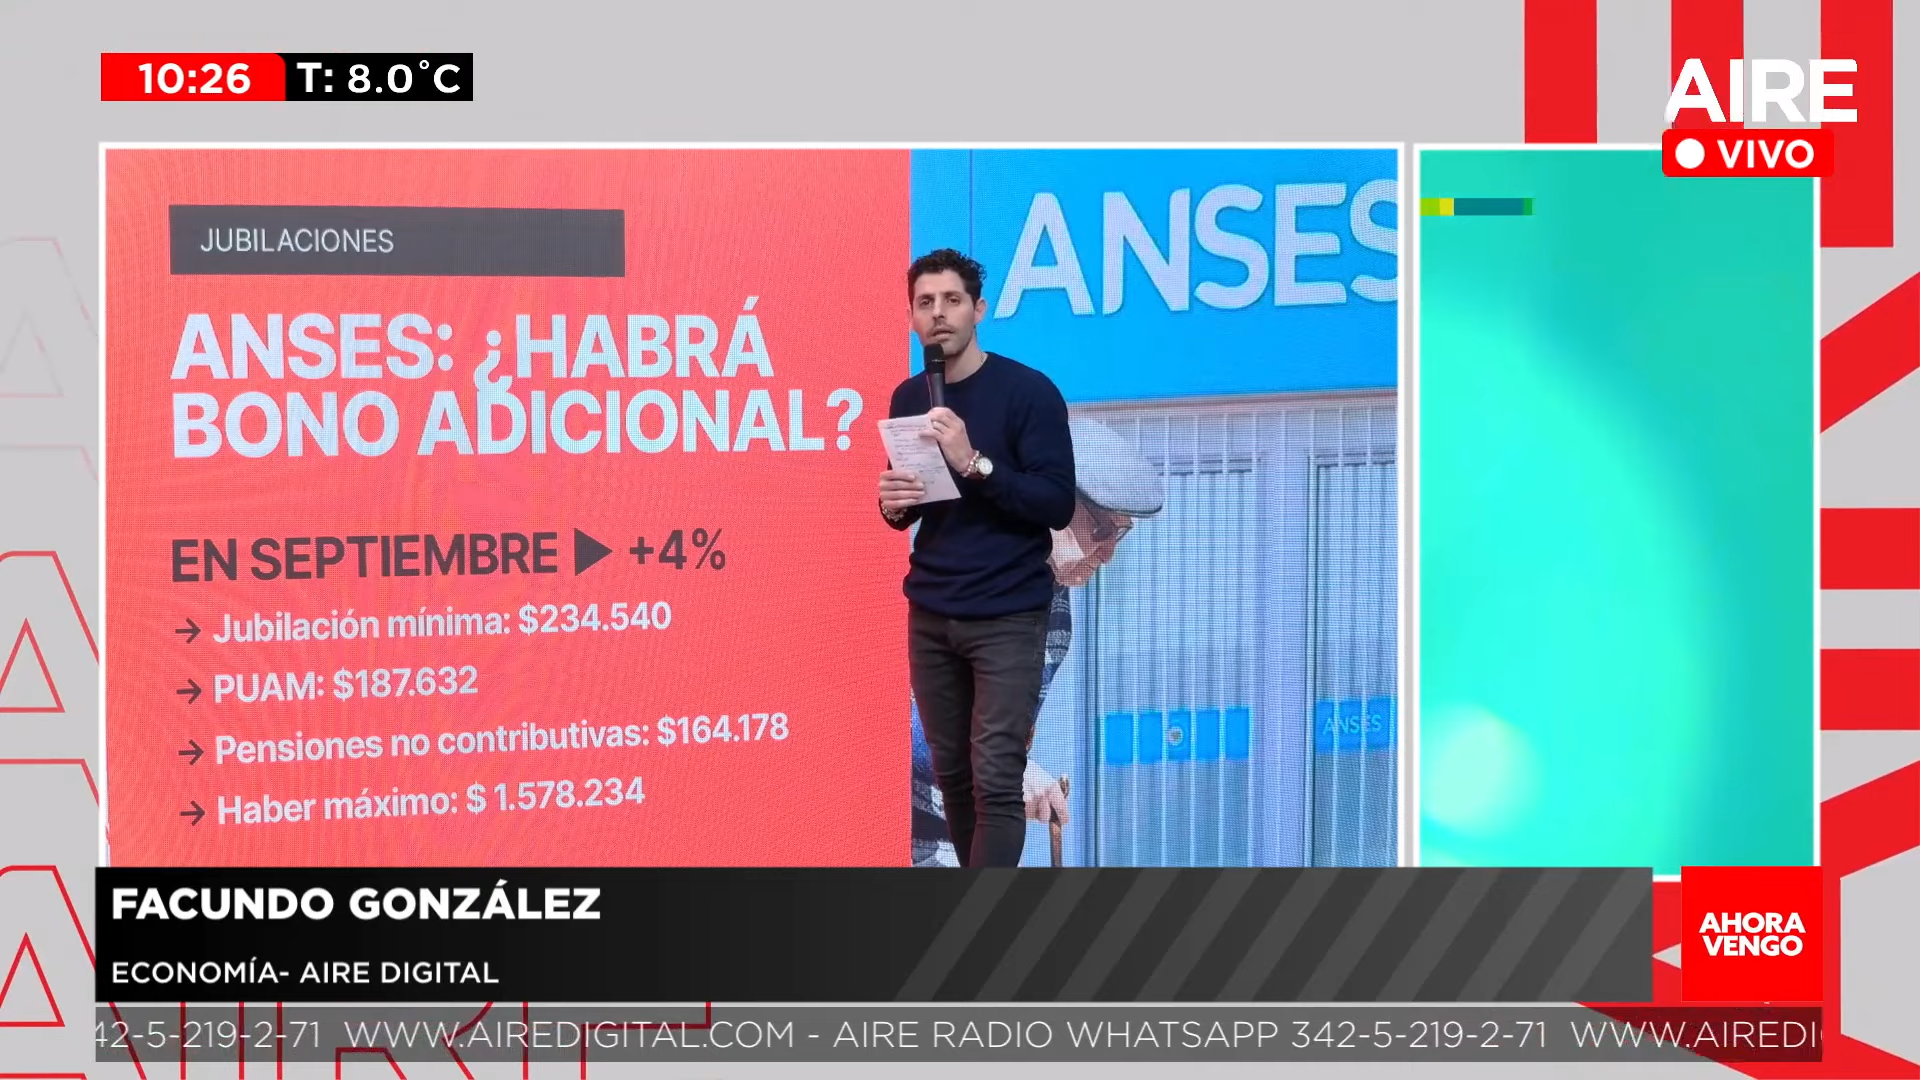 10:26 T: 8.0°C
AIRE
VIVO
JUBILACIONES
ANSES: ¿HABRÁ
BONO ADICIONAL?
EN SEPTIEMBRE ▶ +4%
→ Jubilación mínima: $234.540
→ PUAM: $187.632
→ Pensiones no contributivas: $164.178
→ Haber máximo: $ 1.578.234
ANSES
ANSES
FACUNDO GONZÁLEZ
ECONOMÍA- AIRE DIGITAL
AHORA
VENGO
42-5-219-2-71 WWW.AIREDIGITAL.COM - AIRE RADIO WHATSAPP 342-5-219-2-71 WWW.AIREDI